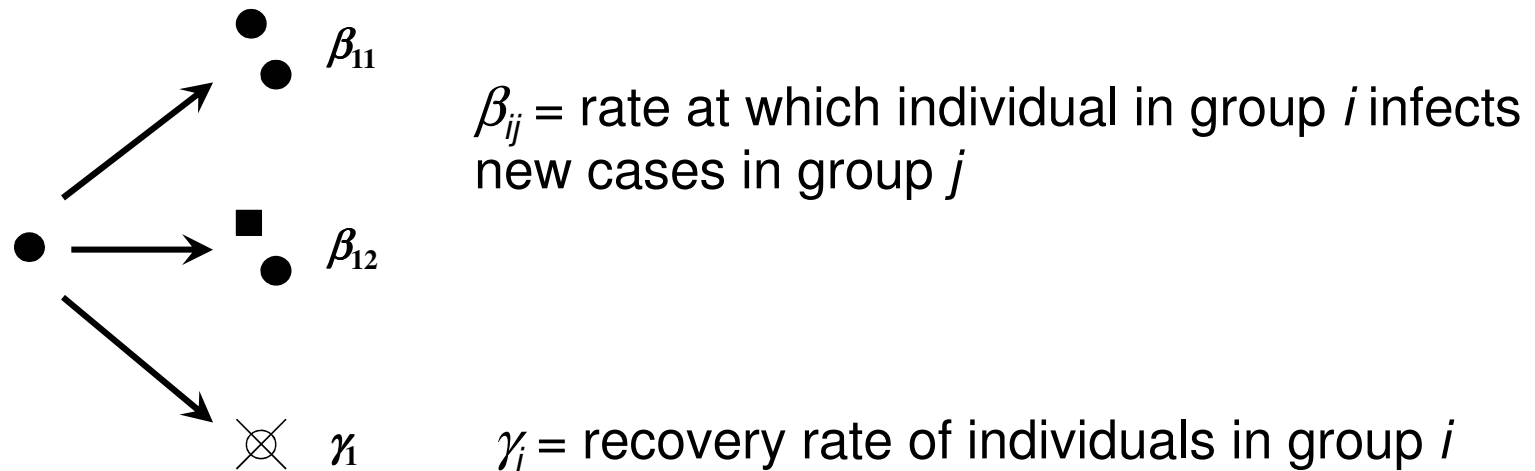 β₁₁
βᵢⱼ = rate at which individual in group i infects
new cases in group j
β₁₂
γ₁
γᵢ = recovery rate of individuals in group i